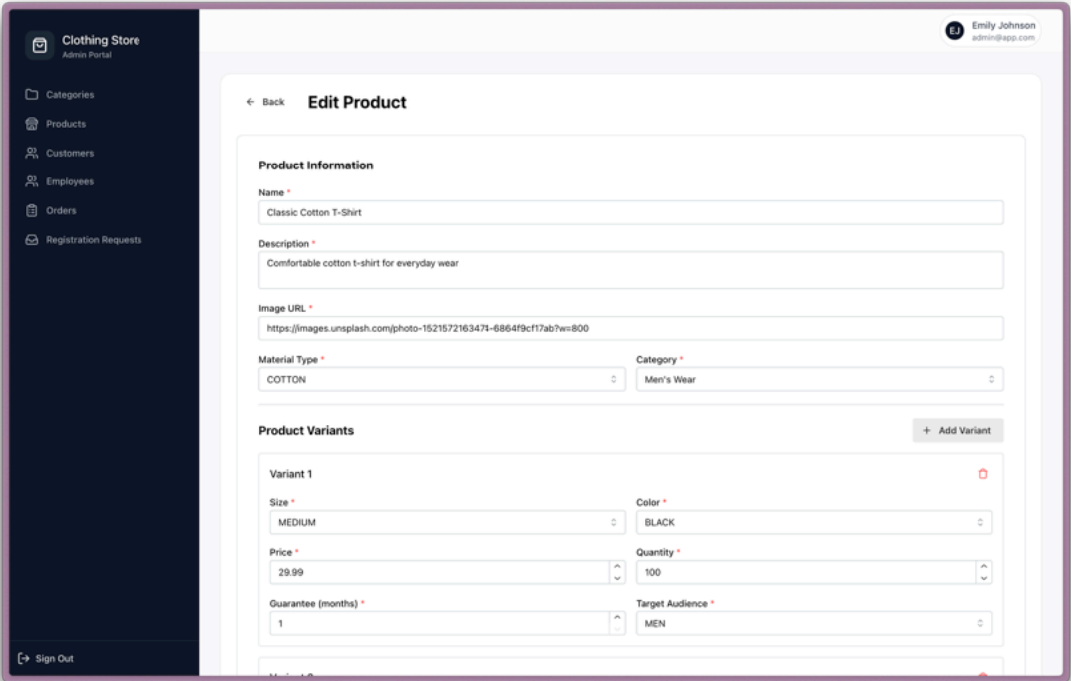 Clothing Store
Admin Portal
Categories
Products
Customers
Employees
Orders
Registration Requests
Sign Out
EJ
Emily Johnson
admin@app.com
Back
Edit Product
Product Information
Name *
Classic Cotton T-Shirt
Description *
Comfortable cotton t-shirt for everyday wear
Image URL *
https://images.unsplash.com/photo-1521572163474-6864f9cf17ab?w=800
Material Type *
Category *
COTTON
Men's Wear
Product Variants
+ Add Variant
Variant 1
Size *
Color *
MEDIUM
BLACK
Price *
Quantity *
29.99
100
Guarantee (months) *
Target Audience *
1
MEN